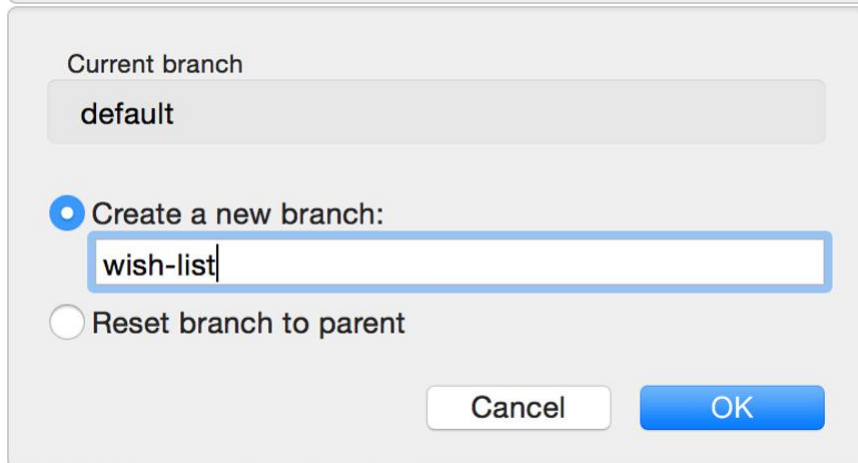 Current branch
default
Create a new branch:
wish-list
Reset branch to parent
Cancel OK